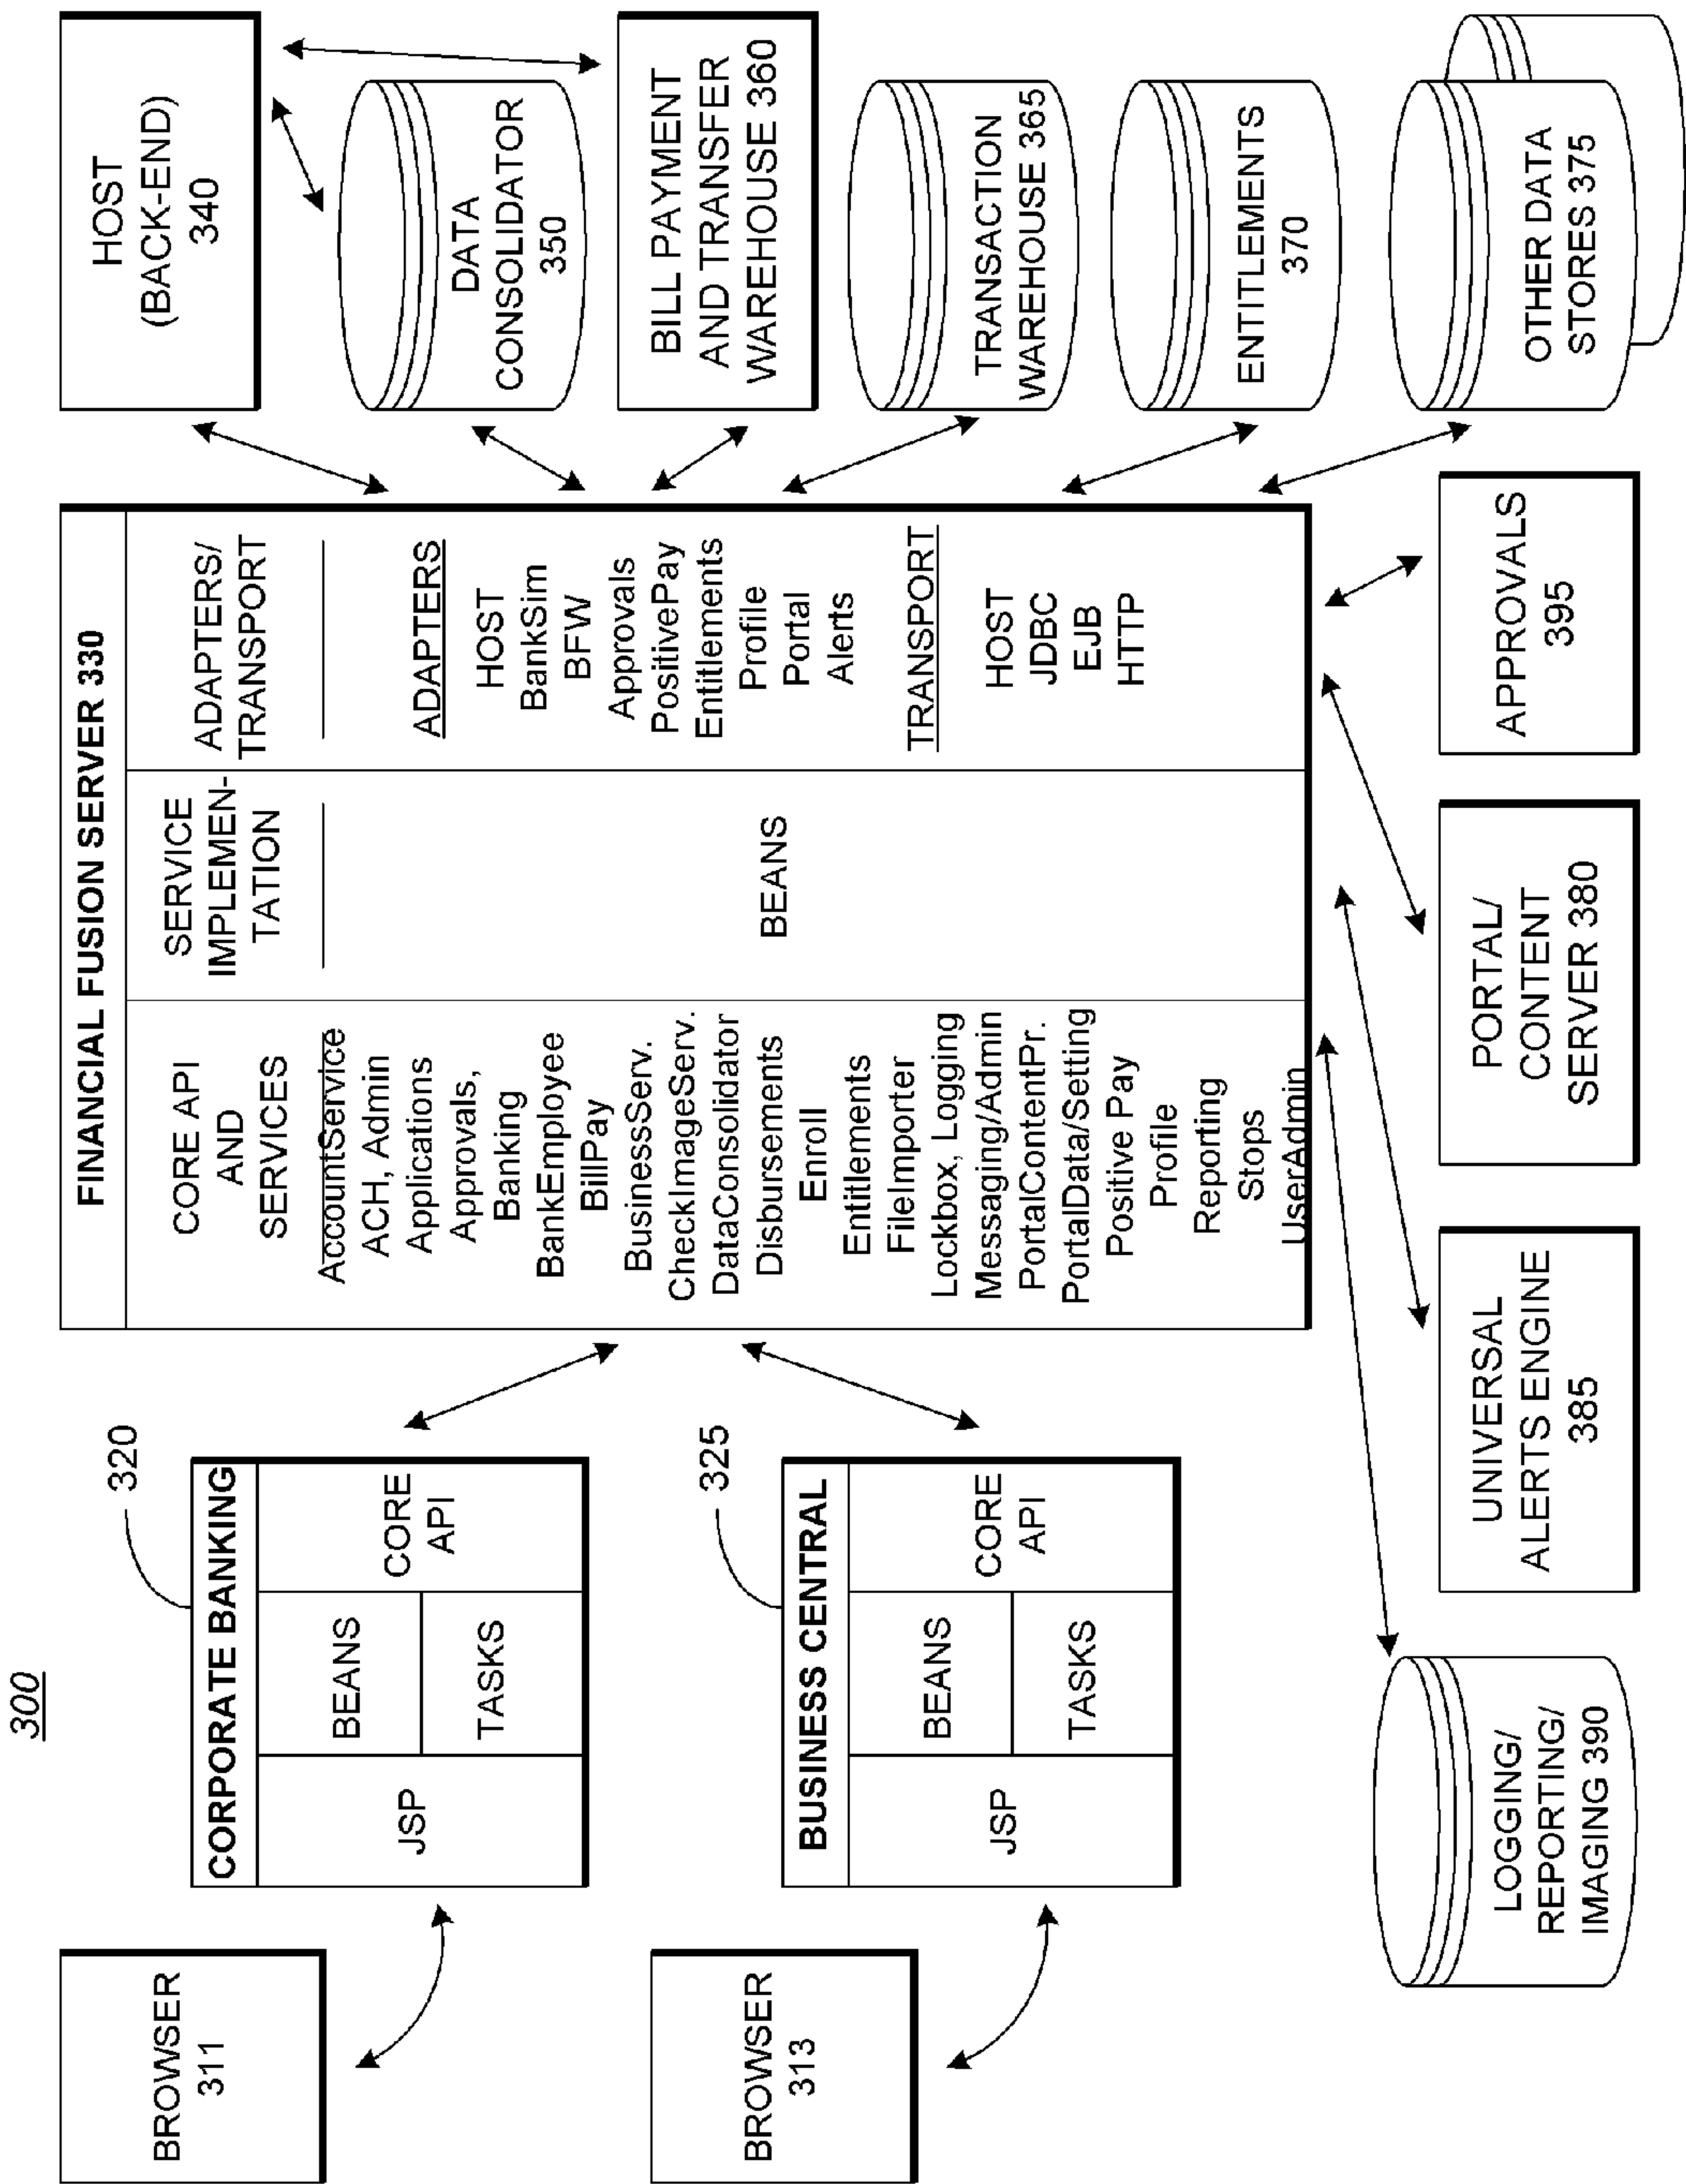 300
BROWSER
311
BROWSER
313
320
CORPORATE BANKING
JSP
BEANS
TASKS
CORE
API
325
BUSINESS CENTRAL
JSP
BEANS
TASKS
CORE
API
FINANCIAL FUSION SERVER 330
CORE API
AND
SERVICES
AccountService
ACH, Admin
Applications
Approvals,
Banking
BankEmployee
BillPay
BusinessServ.
CheckImageServ.
DataConsolidator
Disbursements
Enroll
Entitlements
FileImporter
Lockbox, Logging
Messaging/Admin
PortalContentPr.
PortalData/Setting
Positive Pay
Profile
Reporting
Stops
UserAdmin
SERVICE
IMPLEMEN-
TATION
BEANS
ADAPTERS/
TRANSPORT
ADAPTERS
HOST
BankSim
BFW
Approvals
PositivePay
Entitlements
Profile
Portal
Alerts
TRANSPORT
HOST
JDBC
EJB
HTTP
HOST
(BACK-END)
340
DATA
CONSOLIDATOR
350
BILL PAYMENT
AND TRANSFER
WAREHOUSE 360
TRANSACTION
WAREHOUSE 365
ENTITLEMENTS
370
OTHER DATA
STORES 375
LOGGING/
REPORTING/
IMAGING 390
UNIVERSAL
ALERTS ENGINE
385
PORTAL/
CONTENT
SERVER 380
APPROVALS
395